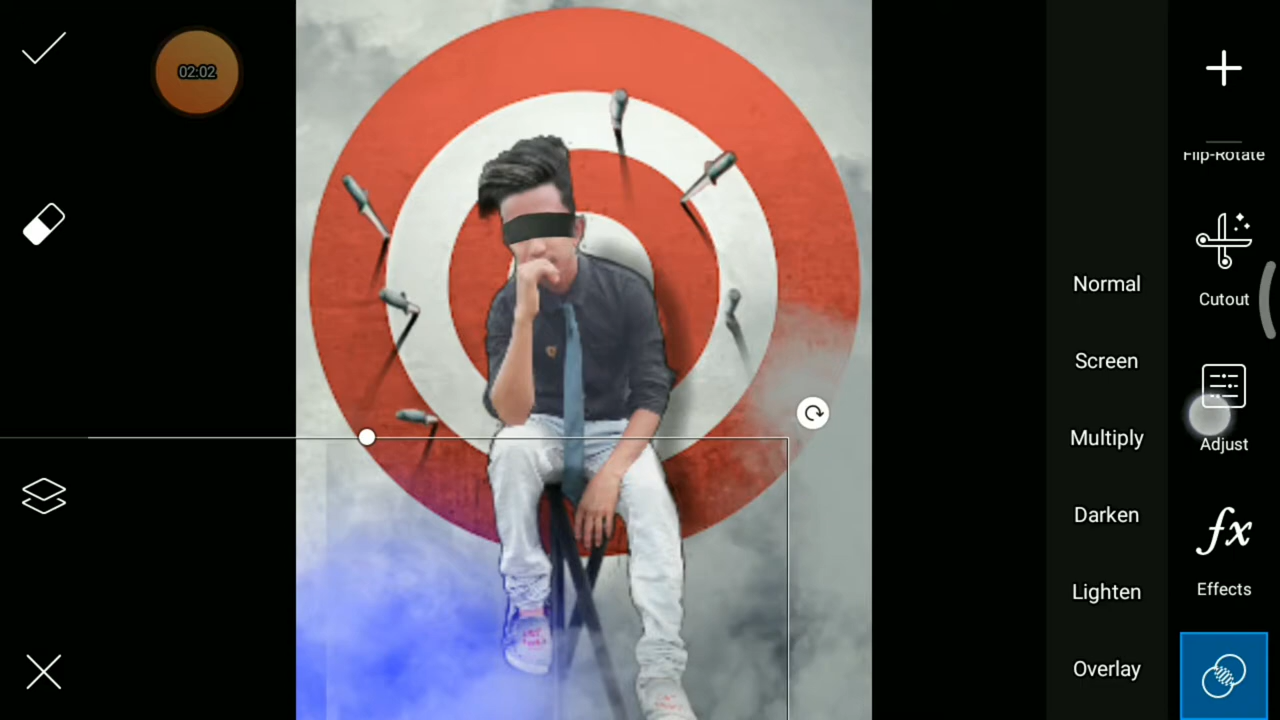 02:02
Flip-Rotate
Cutout
Normal
Screen
Adjust
Multiply
Darken
Effects
Lighten
Overlay